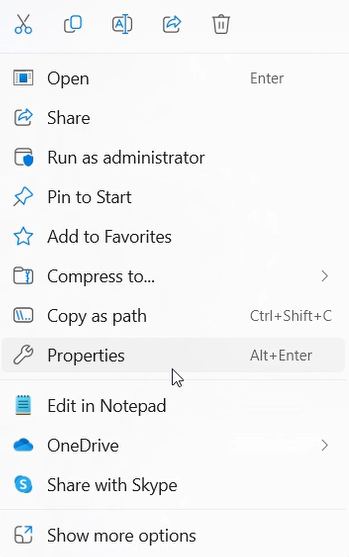 Open Enter
Share
Run as administrator
Pin to Start
Add to Favorites
Compress to...
Copy as path Ctrl+Shift+C
Properties Alt+Enter
Edit in Notepad
OneDrive
Share with Skype
Show more options